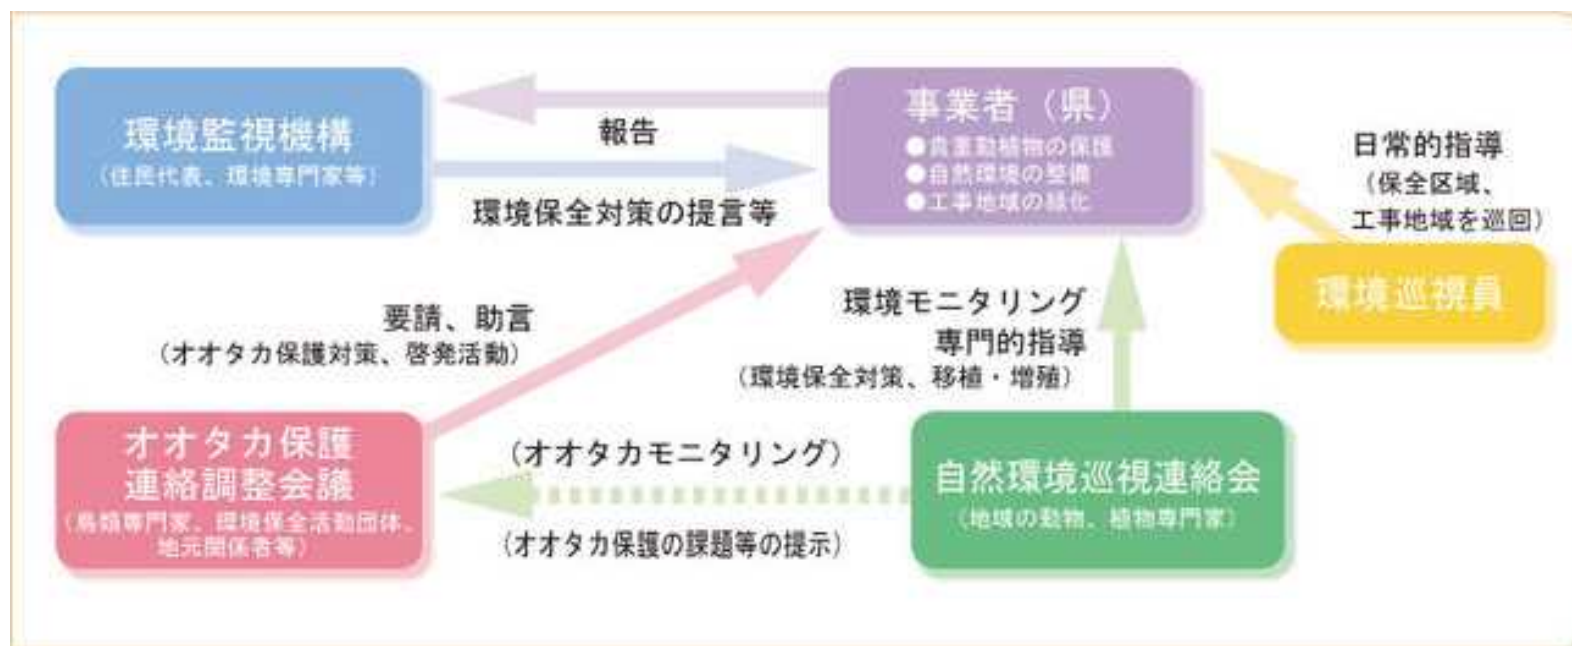 環境監視機構
(住民代表、環境専門家等)
報告
環境保全対策の提言等
事業者（県）
●貴重動植物の保護
●自然環境の整備
●工事地域の緑化
日常的指導
(保全区域、
工事地域を巡回)
環境巡視員
要請、助言
(オオタカ保護対策、啓発活動)
環境モニタリング
専門的指導
(環境保全対策、移植・増殖)
オオタカ保護
連絡調整会議
(鳥類専門家、環境保全活動団体、
地元関係者等)
(オオタカモニタリング)
(オオタカ保護の課題等の提示)
自然環境巡視連絡会
(地域の動物、植物専門家)